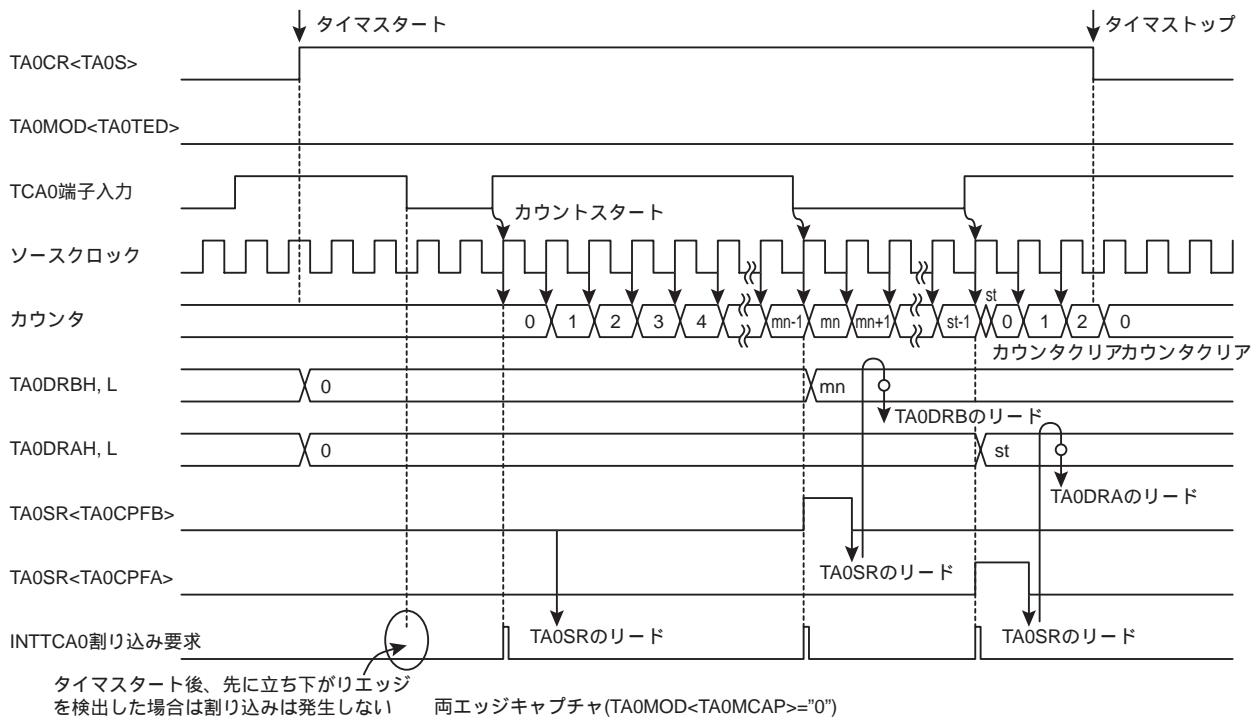 タイマスタート
タイマストップ
TA0CR<TA0S>
TA0MOD<TA0TED>
TCA0端子入力
カウントスタート
ソースクロック
カウンタ
0 1 2 3 4 mn-1 mn mn+1 st-1 st 0 1 2 0
カウンタクリア カウンタクリア
TA0DRBH, L
0
mn
TA0DRBのリード
TA0DRAH, L
0
st
TA0DRAのリード
TA0SR<TA0CPFB>
TA0SRのリード
TA0SR<TA0CPFA>
TA0SRのリード
TA0SRのリード
INTTCA0割り込み要求
タイマスタート後、先に立ち下がりエッジ
を検出した場合は割り込みは発生しない
両エッジキャプチャ(TA0MOD<TA0MCAP>="0")